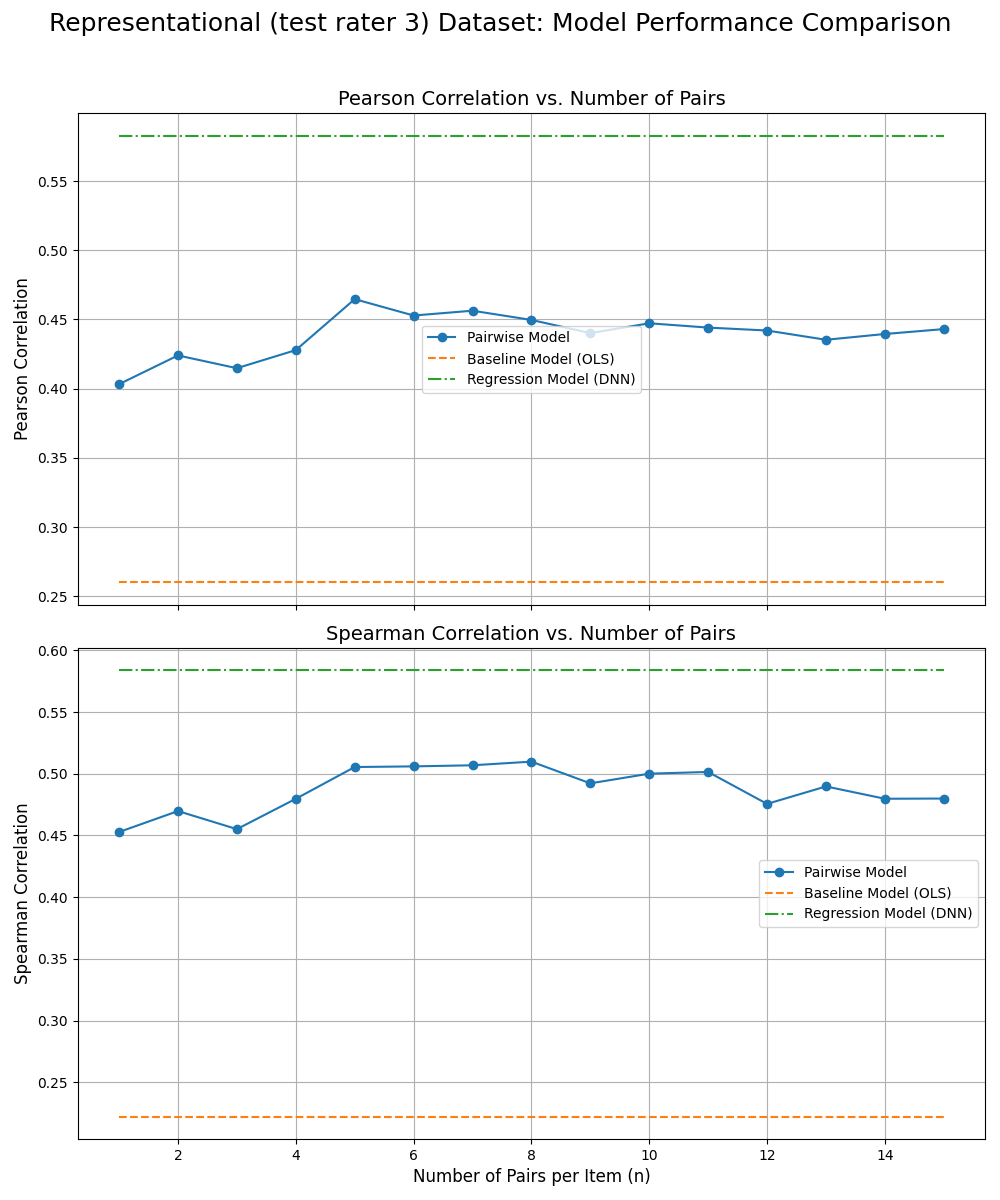 Representational (test rater 3) Dataset: Model Performance Comparison
Pearson Correlation vs. Number of Pairs
Pearson Correlation
0.55
0.50
0.45
0.40
0.35
0.30
0.25
Pairwise Model
Baseline Model (OLS)
Regression Model (DNN)
Spearman Correlation vs. Number of Pairs
Spearman Correlation
0.60
0.55
0.50
0.45
0.40
0.35
0.30
0.25
Pairwise Model
Baseline Model (OLS)
Regression Model (DNN)
2 4 6 8 10 12 14
Number of Pairs per Item (n)